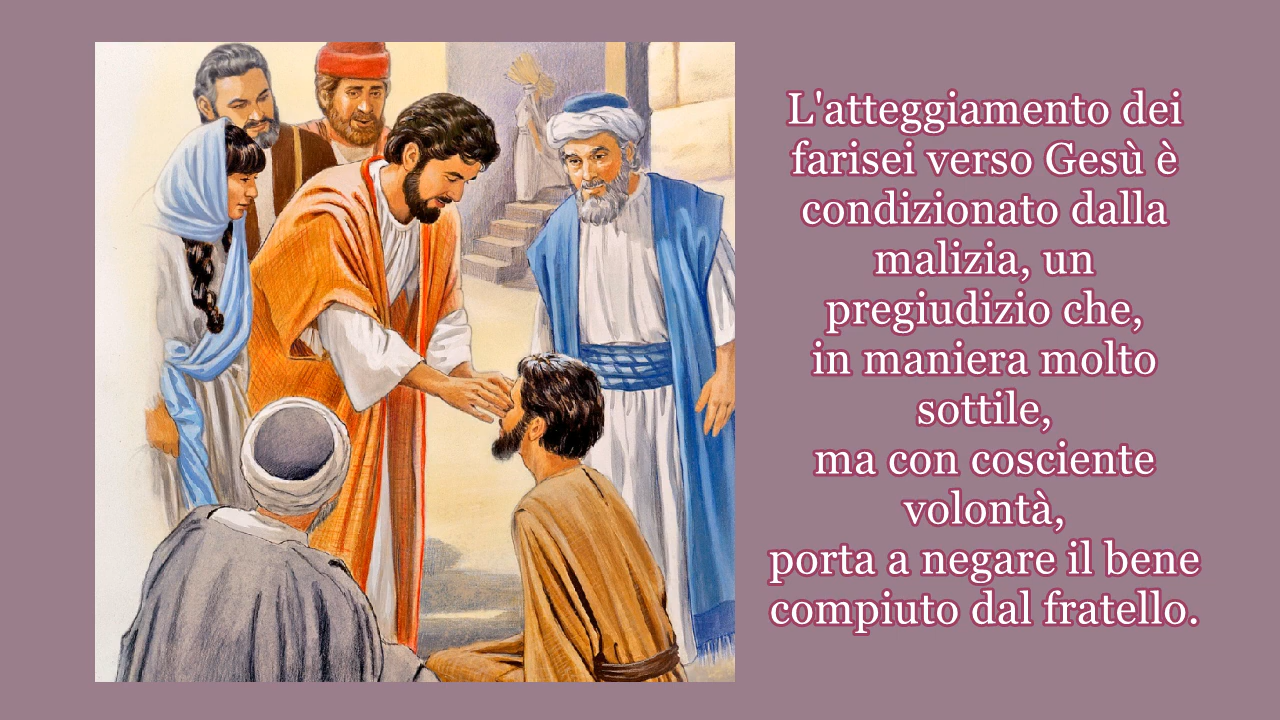 L'atteggiamento dei
farisei verso Gesù è
condizionato dalla
malizia, un
pregiudizio che,
in maniera molto
sottile,
ma con cosciente
volontà,
porta a negare il bene
compiuto dal fratello.